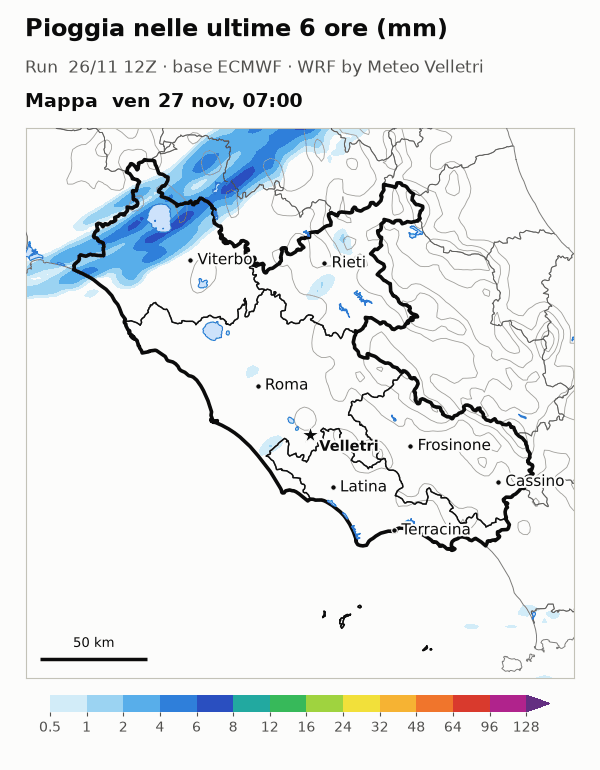 Pioggia nelle ultime 6 ore (mm)
Run  26/11 12Z · base ECMWF · WRF by Meteo Velletri
Mappa  ven 27 nov, 07:00
Viterbo
Rieti
Roma
Velletri
Frosinone
Latina
Cassino
Terracina
50 km
0.5 1 2 4 6 8 12 16 24 32 48 64 96 128